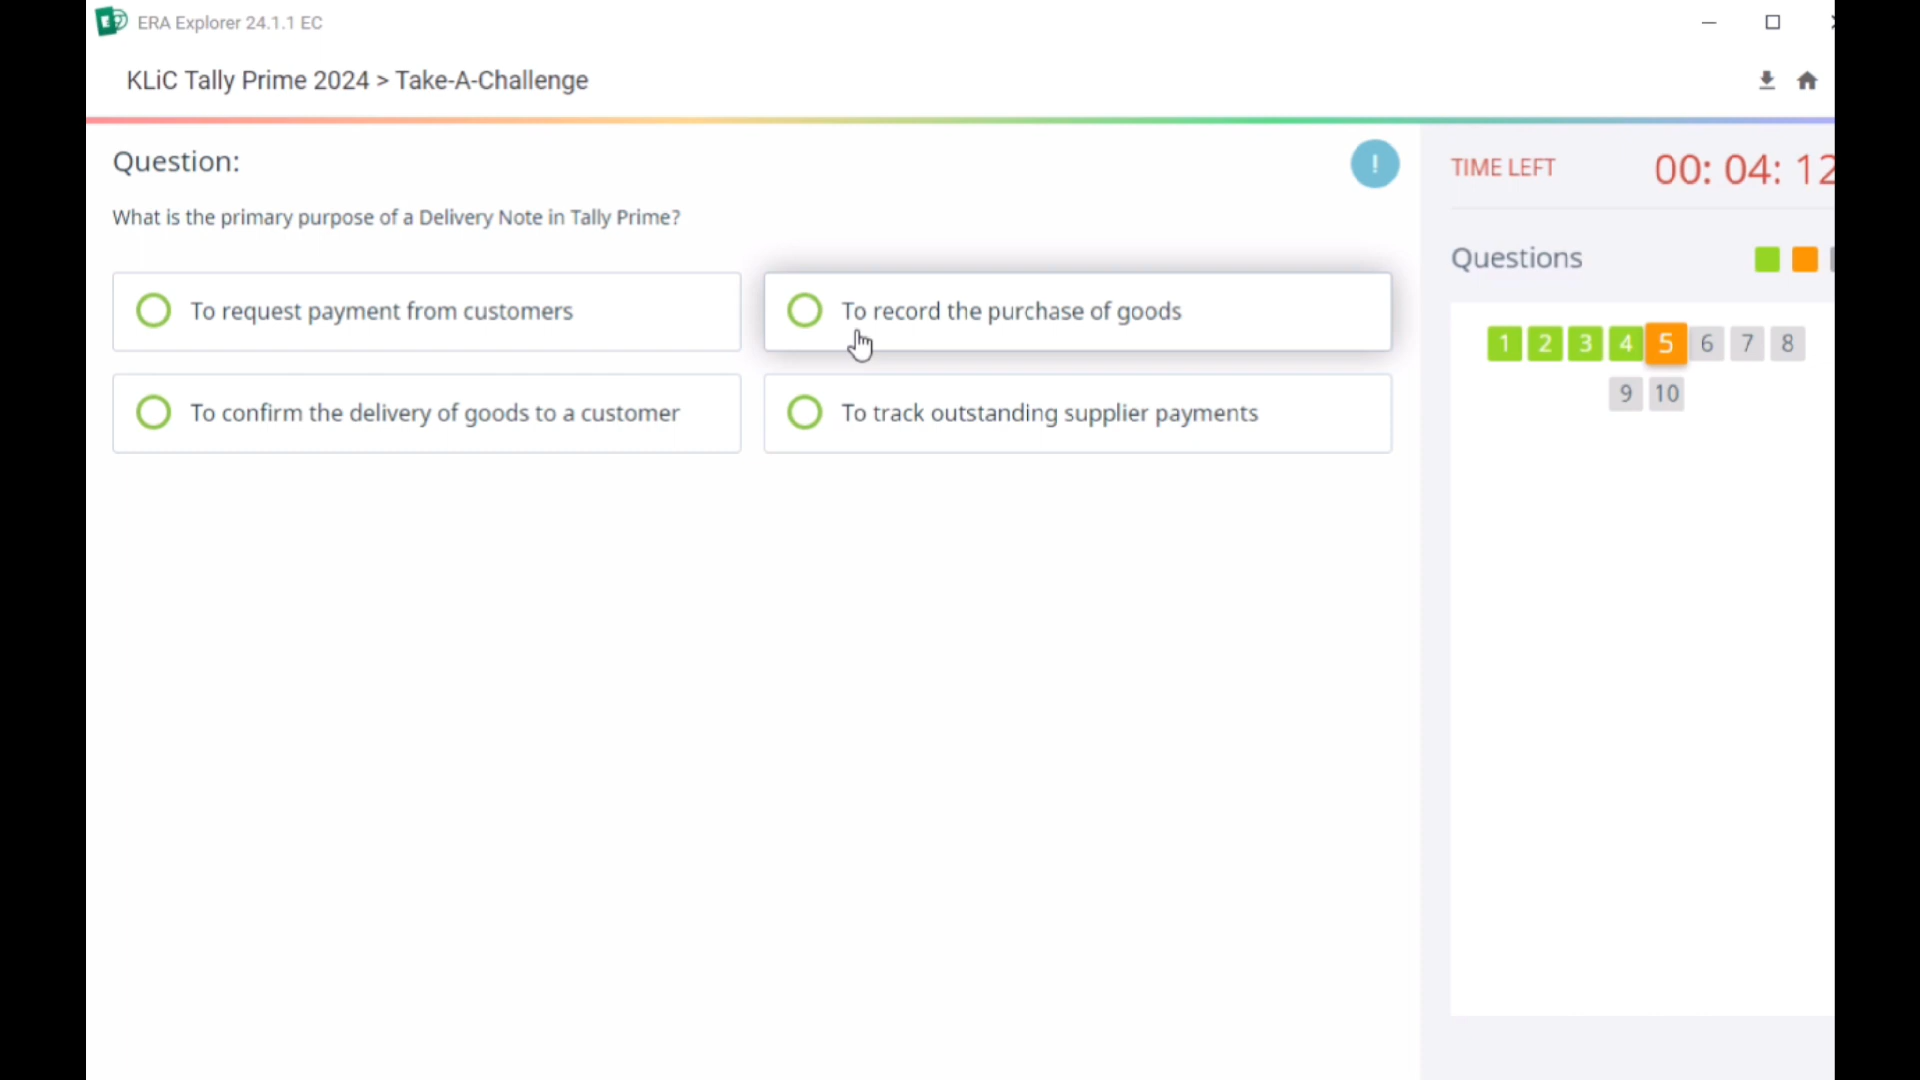 ERA Explorer 24.1.1 EC
KLiC Tally Prime 2024 > Take-A-Challenge
Question:
!
TIME LEFT 00: 04: 12
What is the primary purpose of a Delivery Note in Tally Prime?
Questions
To request payment from customers
To record the purchase of goods
1 2 3 4 5 6 7 8
9 10
To confirm the delivery of goods to a customer
To track outstanding supplier payments